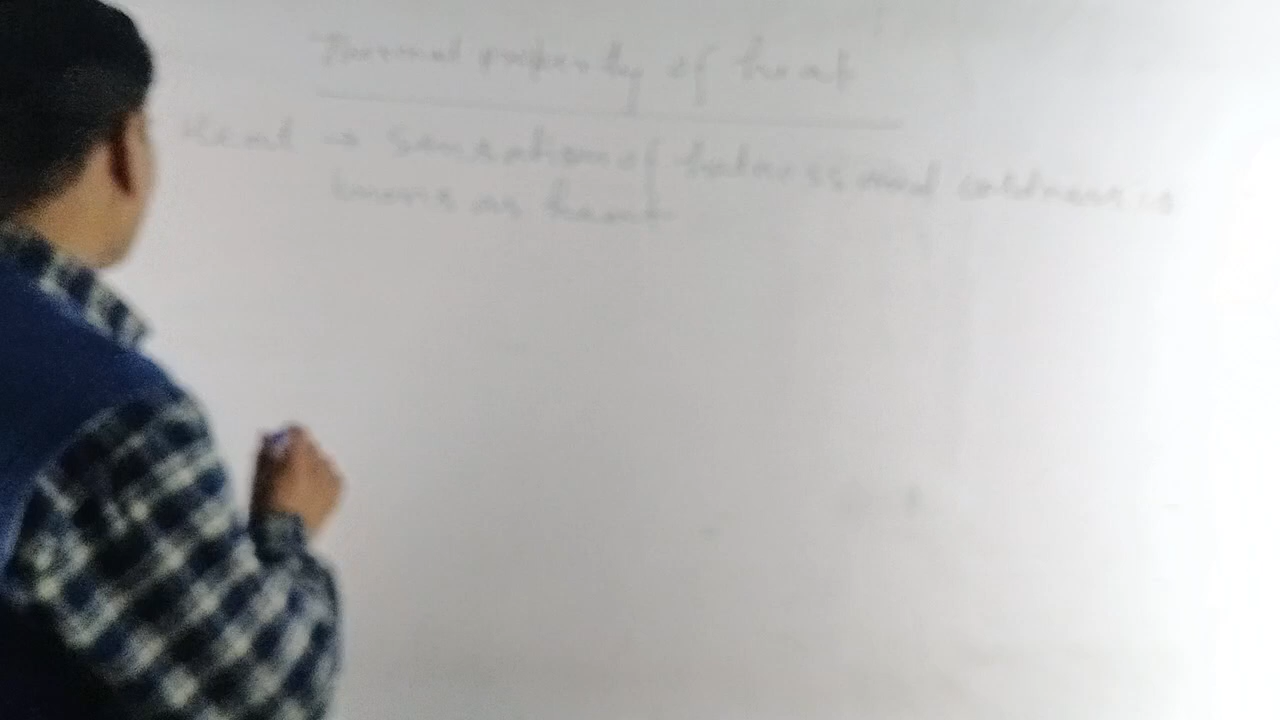 Thermal property of heat
Heat → Sensation of hotness and coldness is
known as heat